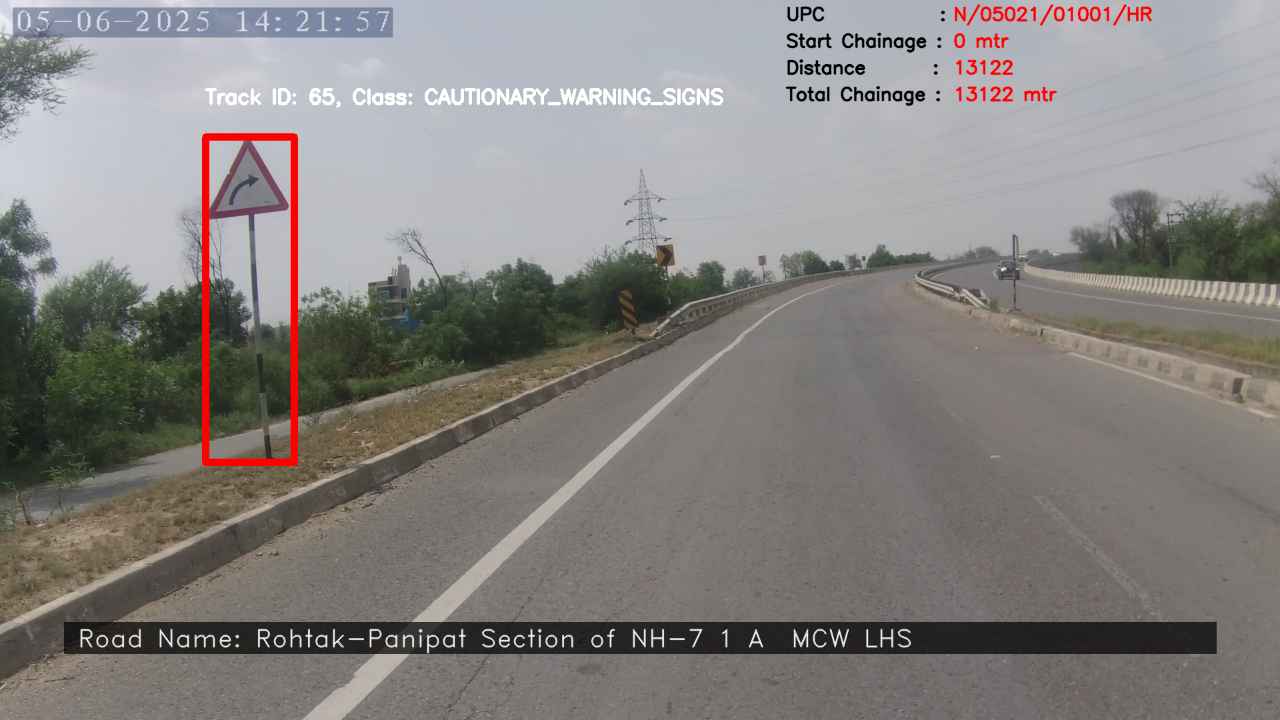 05-06-2025 14:21:57
UPC : N/05021/01001/HR
Start Chainage : 0 mtr
Distance : 13122
Total Chainage : 13122 mtr
Track ID: 65, Class: CAUTIONARY_WARNING_SIGNS
Road Name: Rohtak-Panipat Section of NH-7 1 A MCW LHS